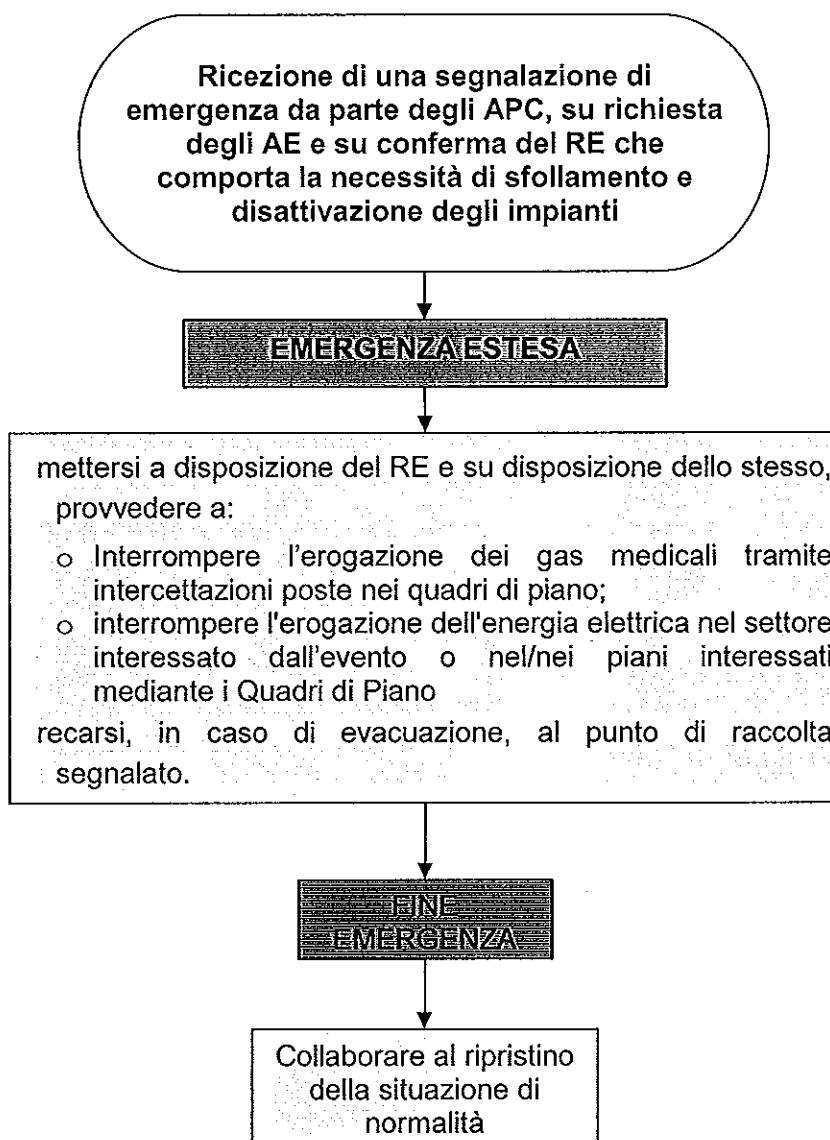 Ricezione di una segnalazione di
emergenza da parte degli APC, su richiesta
degli AE e su conferma del RE che
comporta la necessità di sfollamento e
disattivazione degli impianti
EMERGENZA ESTESA
mettersi a disposizione del RE e su disposizione dello stesso,
provvedere a:
o Interrompere l'erogazione dei gas medicali tramite
intercettazioni poste nei quadri di piano;
o interrompere l'erogazione dell'energia elettrica nel settore
interessato dall'evento o nel/nei piani interessati
mediante i Quadri di Piano
recarsi, in caso di evacuazione, al punto di raccolta
segnalato.
FINE
EMERGENZA
Collaborare al ripristino
della situazione di
normalità